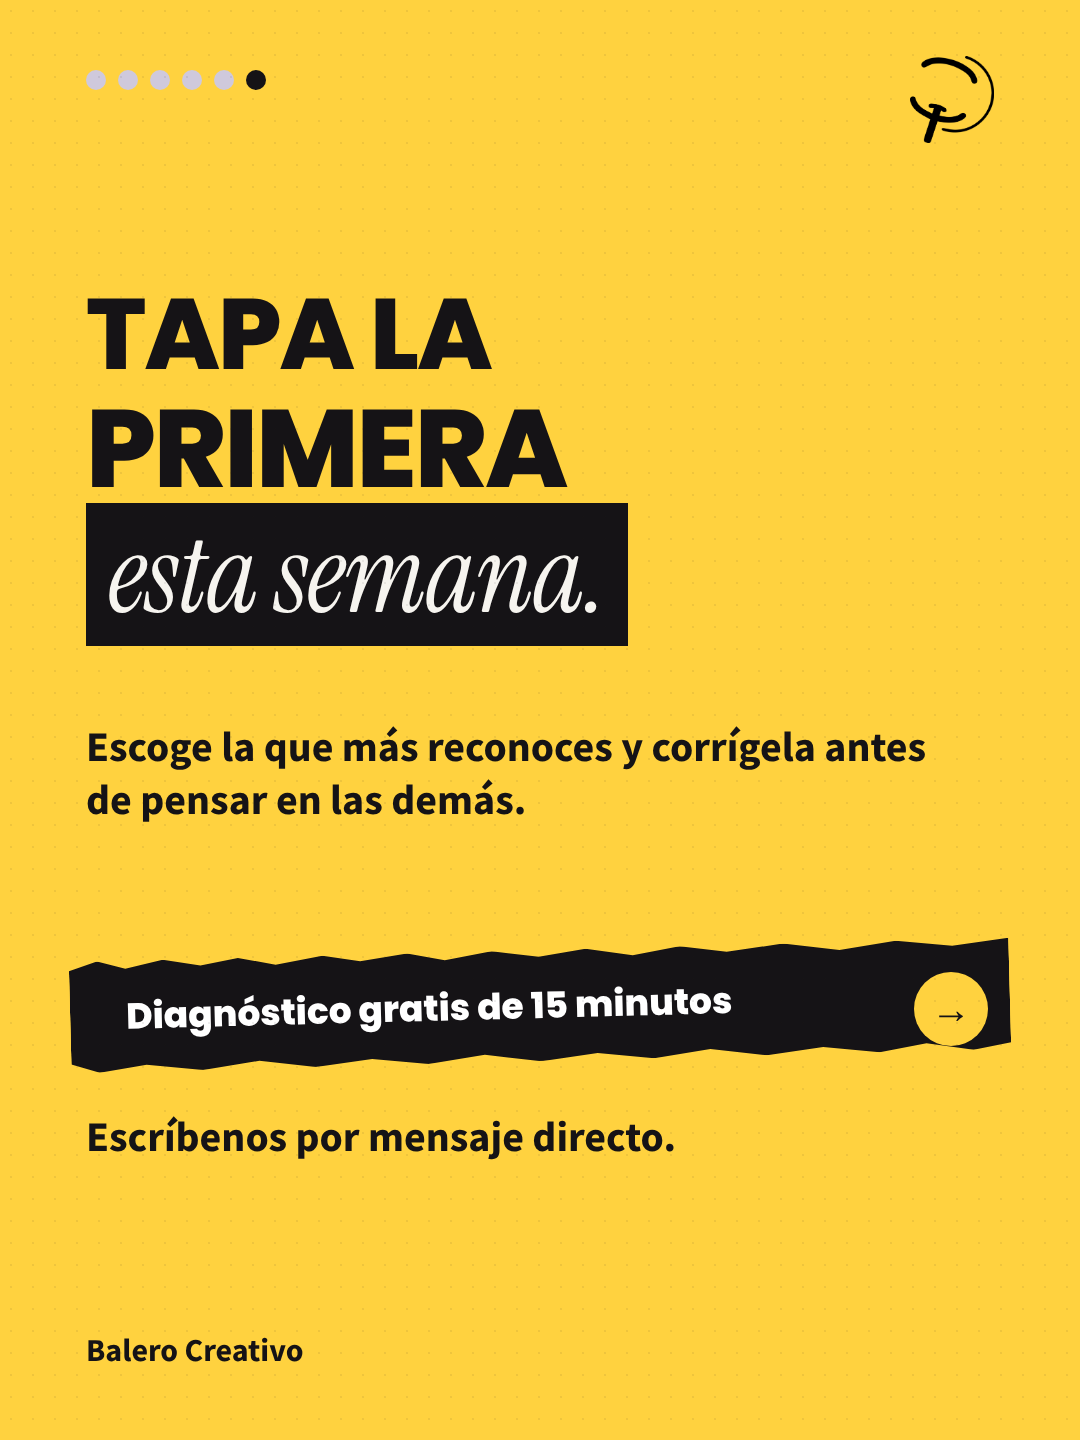 TAPA LA
PRIMERA
esta semana.
Escoge la que más reconoces y corrígela antes
de pensar en las demás.
Diagnóstico gratis de 15 minutos →
Escríbenos por mensaje directo.
Balero Creativo